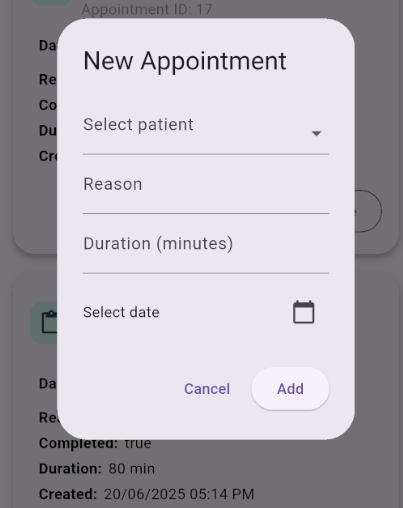 Appointment ID: 17
Da
New Appointment
Re
Co
Select patient
Du
Cre
Reason
e
Duration (minutes)
Select date
Da
Cancel
Add
Re
Completed: true
Duration: 80 min
Created: 20/06/2025 05:14 PM